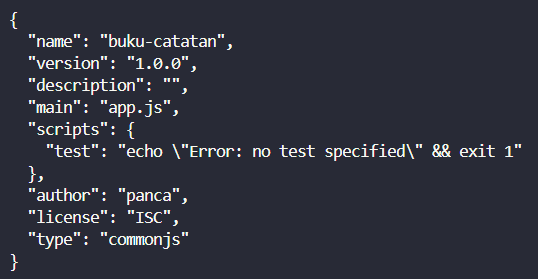 {
  "name": "buku-catatan",
  "version": "1.0.0",
  "description": "",
  "main": "app.js",
  "scripts": {
    "test": "echo \"Error: no test specified\" && exit 1"
  },
  "author": "panca",
  "license": "ISC",
  "type": "commonjs"
}